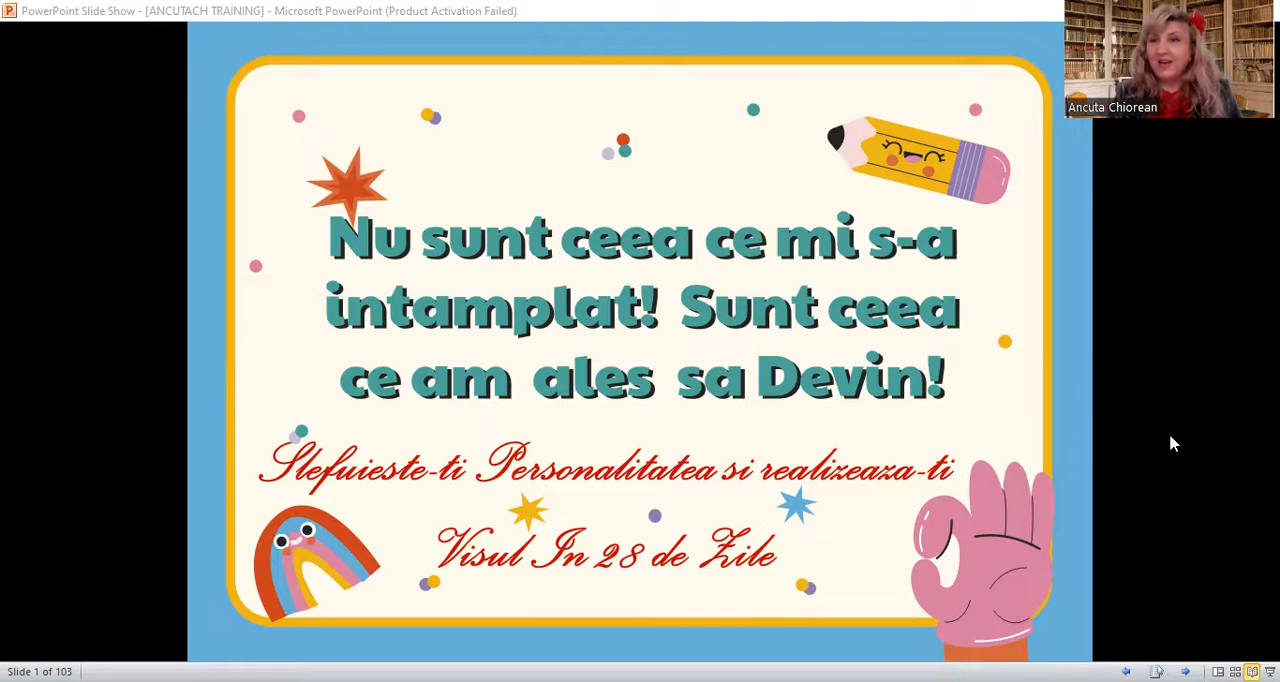 PowerPoint Slide Show - [ANCUTACH TRAINING] - Microsoft PowerPoint (Product Activation Failed)
Ancuta Chiorean
Nu sunt ceea ce mi s-a
intamplat! Sunt ceea
ce am ales sa Devin!
Slefuieste-ti Personalitatea si realizeaza-ti
Visul In 28 de Zile
Slide 1 of 103